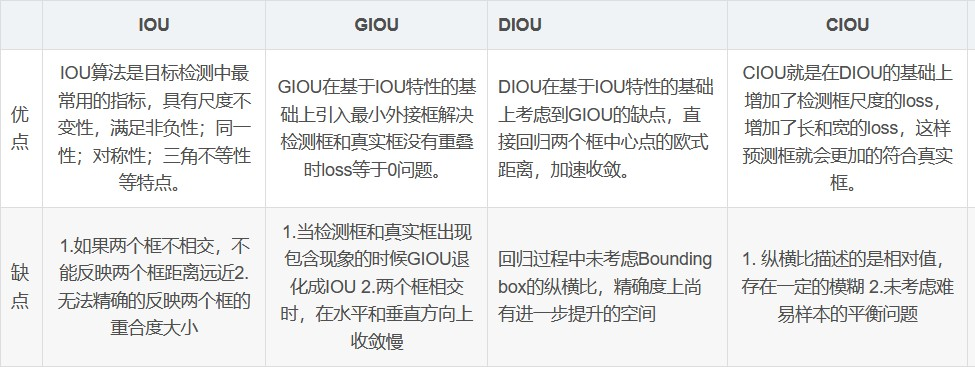 IOU
GIOU
DIOU
CIOU
优
点
IOU算法是目标检测中最
常用的指标，具有尺度不
变性，满足非负性；同一
性；对称性；三角不等性
等特点。
GIOU在基于IOU特性的基
础上引入最小外接框解决
检测框和真实框没有重叠
时loss等于0问题。
DIOU在基于IOU特性的基础
上考虑到GIOU的缺点，直
接回归两个框中心点的欧式
距离，加速收敛。
CIOU就是在DIOU的基础上
增加了检测框尺度的loss，
增加了长和宽的loss，这样
预测框就会更加的符合真实
框。
缺
点
1.如果两个框不相交，不
能反映两个框距离远近2.
无法精确的反映两个框的
重合度大小
1.当检测框和真实框出现
包含现象的时候GIOU退
化成IOU 2.两个框相交
时，在水平和垂直方向上
收敛慢
回归过程中未考虑Bounding
box的纵横比，精确度上尚
有进一步提升的空间
1. 纵横比描述的是相对值，
存在一定的模糊 2.未考虑难
易样本的平衡问题